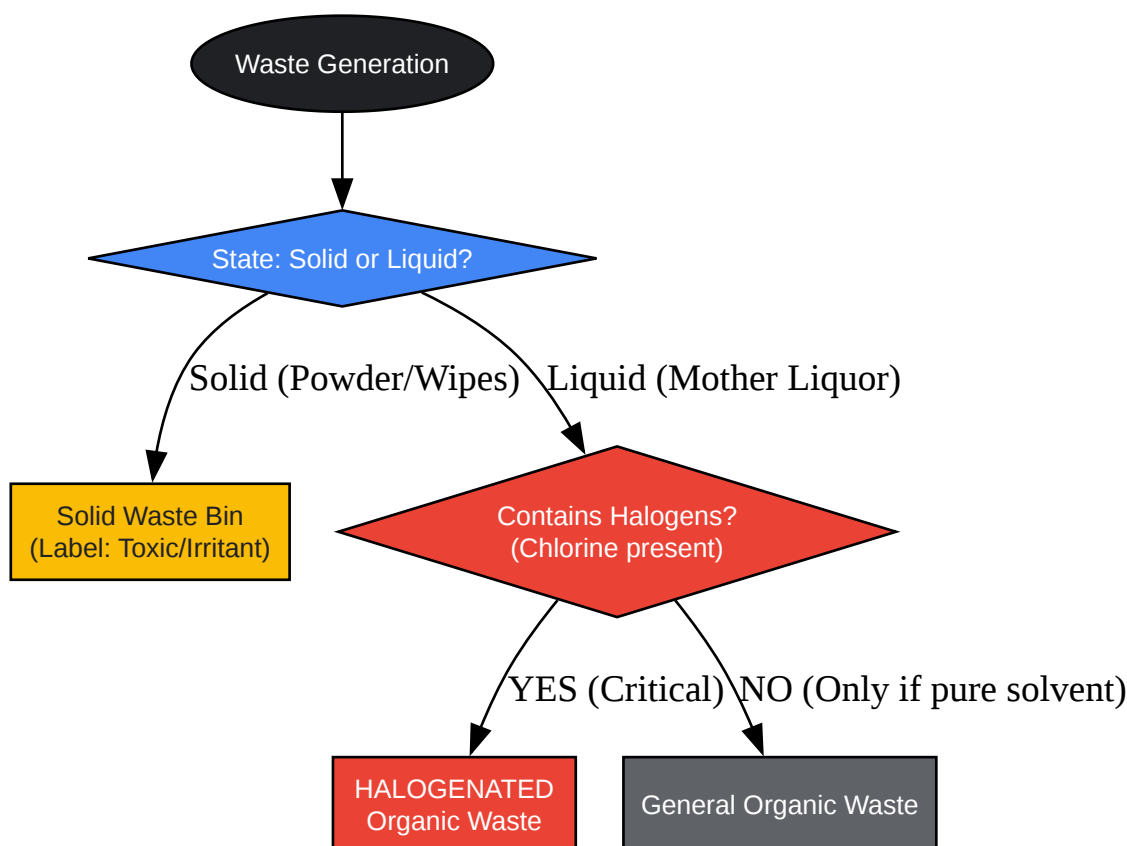 Waste Generation
State: Solid or Liquid?
Solid (Powder/Wipes)
Liquid (Mother Liquor)
Solid Waste Bin
(Label: Toxic/Irritant)
Contains Halogens?
(Chlorine present)
YES (Critical)
NO (Only if pure solvent)
HALOGENATED
Organic Waste
General Organic Waste